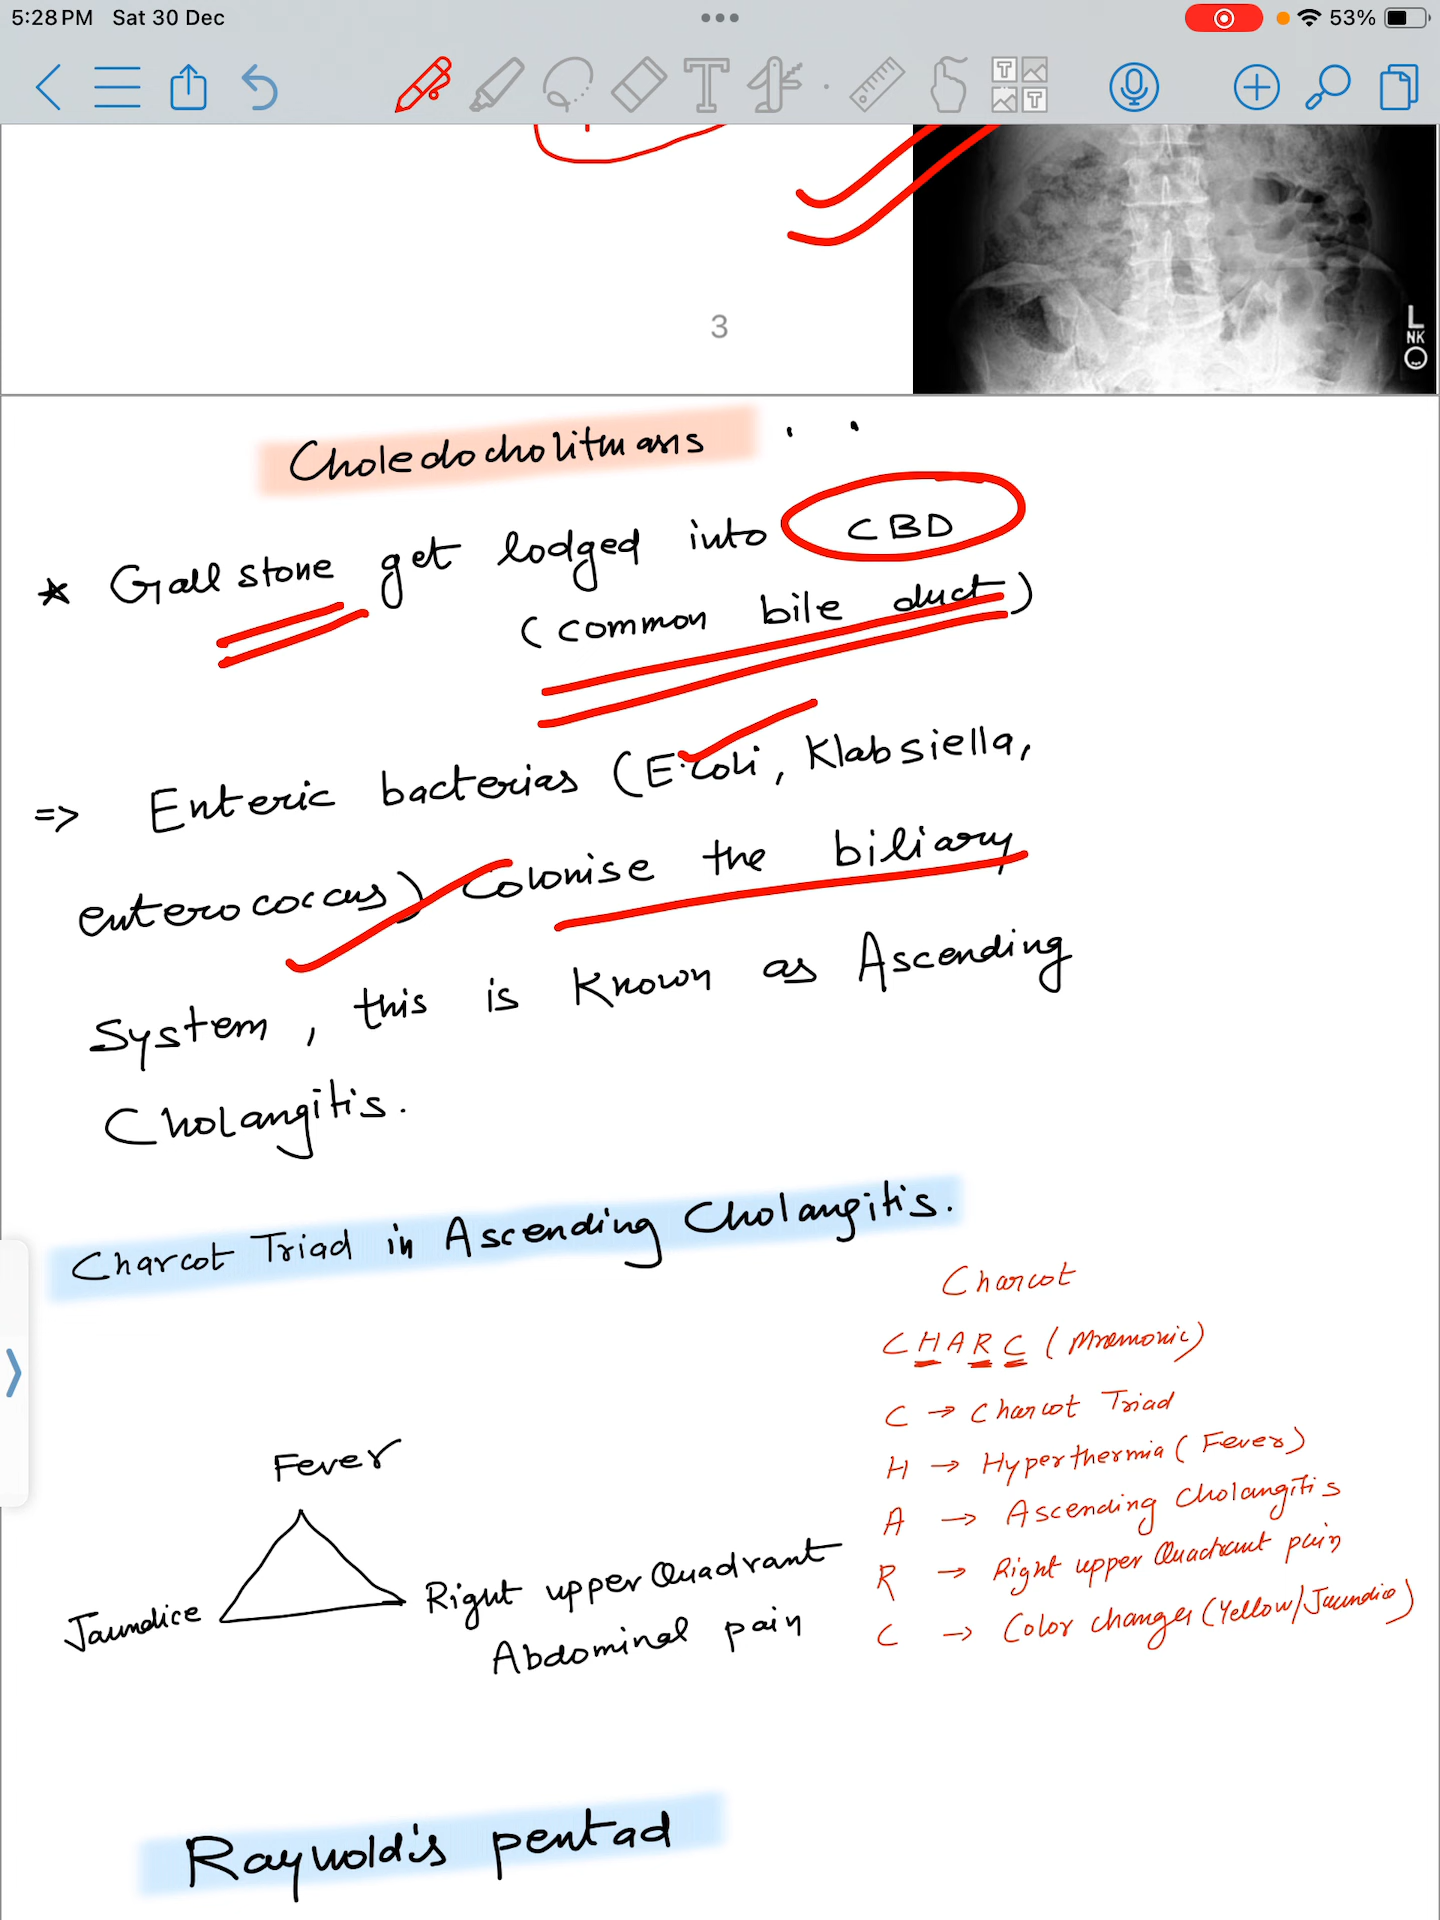 5:28 PM Sat 30 Dec
53%
L
NK
3
Choledocholithiasis
* Gall stone get lodged into CBD
(common bile duct)
=> Enteric bacterias (E.coli, Klabsiella,
enterococcus) Colonise the biliary
System, this is Known as Ascending
Cholangitis.
Charcot Triad in Ascending Cholangitis.
Fever
Jaundice
Right upper Quadrant
Abdominal pain
Charcot
CHARC (Mnemonic)
C → Charcot Triad
H → Hyperthermia (Fever)
A → Ascending Cholangitis
R → Right upper Quadrant pain
C → Color changes (Yellow/Jaundice)
Raynold's pentad